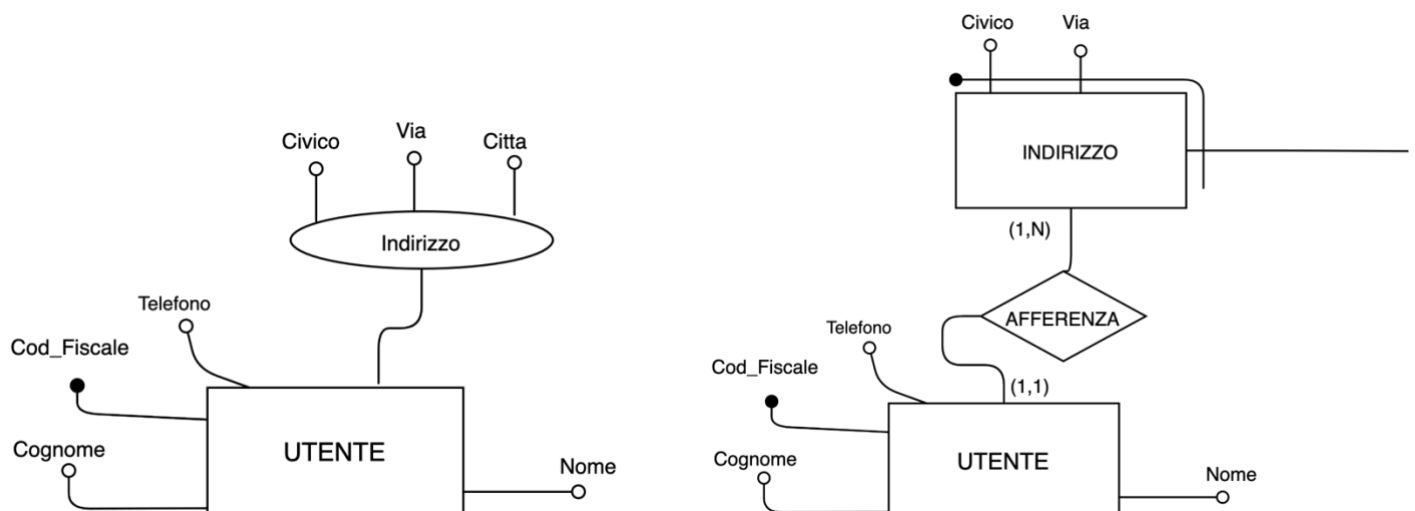 Civico
Via
Citta
Indirizzo
Telefono
Cod_Fiscale
Cognome
UTENTE
Nome
Civico
Via
INDIRIZZO
(1,N)
AFFERENZA
Telefono
(1,1)
Cod_Fiscale
Cognome
UTENTE
Nome